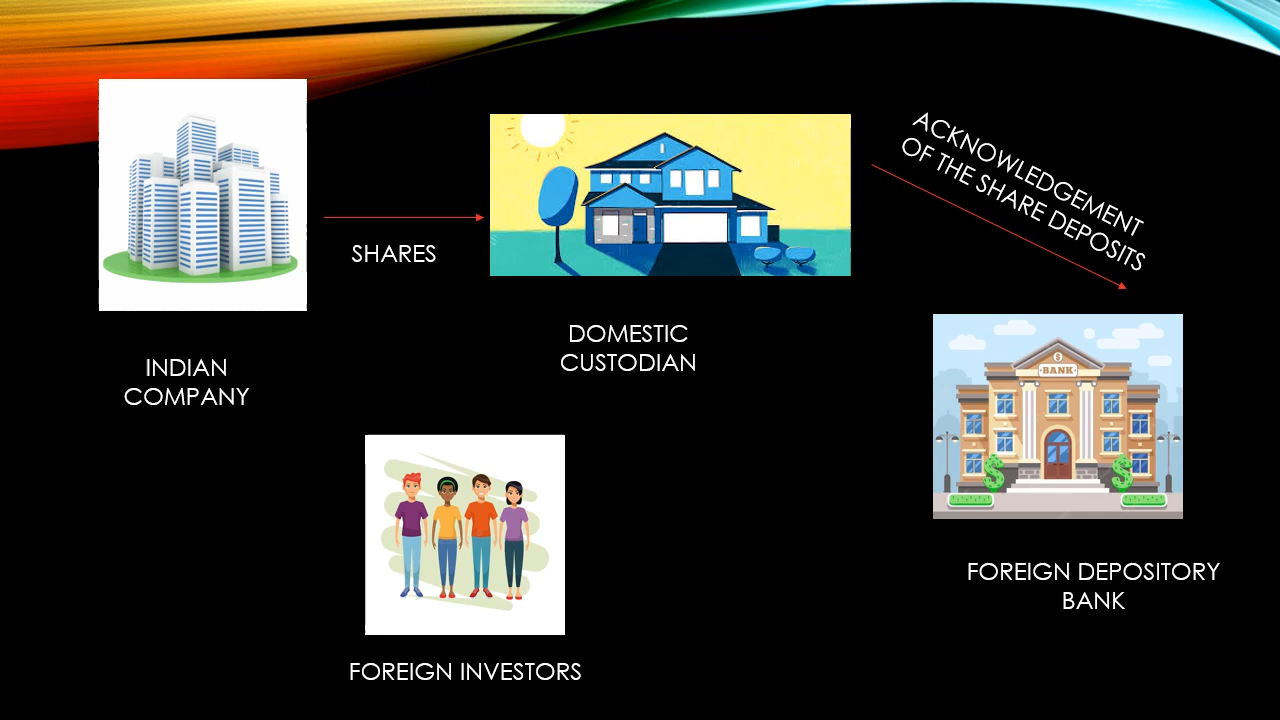 ACKNOWLEDGEMENT
OF THE SHARE DEPOSITS
SHARES
DOMESTIC
CUSTODIAN
INDIAN
COMPANY
$
BANK
$
$
FOREIGN DEPOSITORY
BANK
FOREIGN INVESTORS